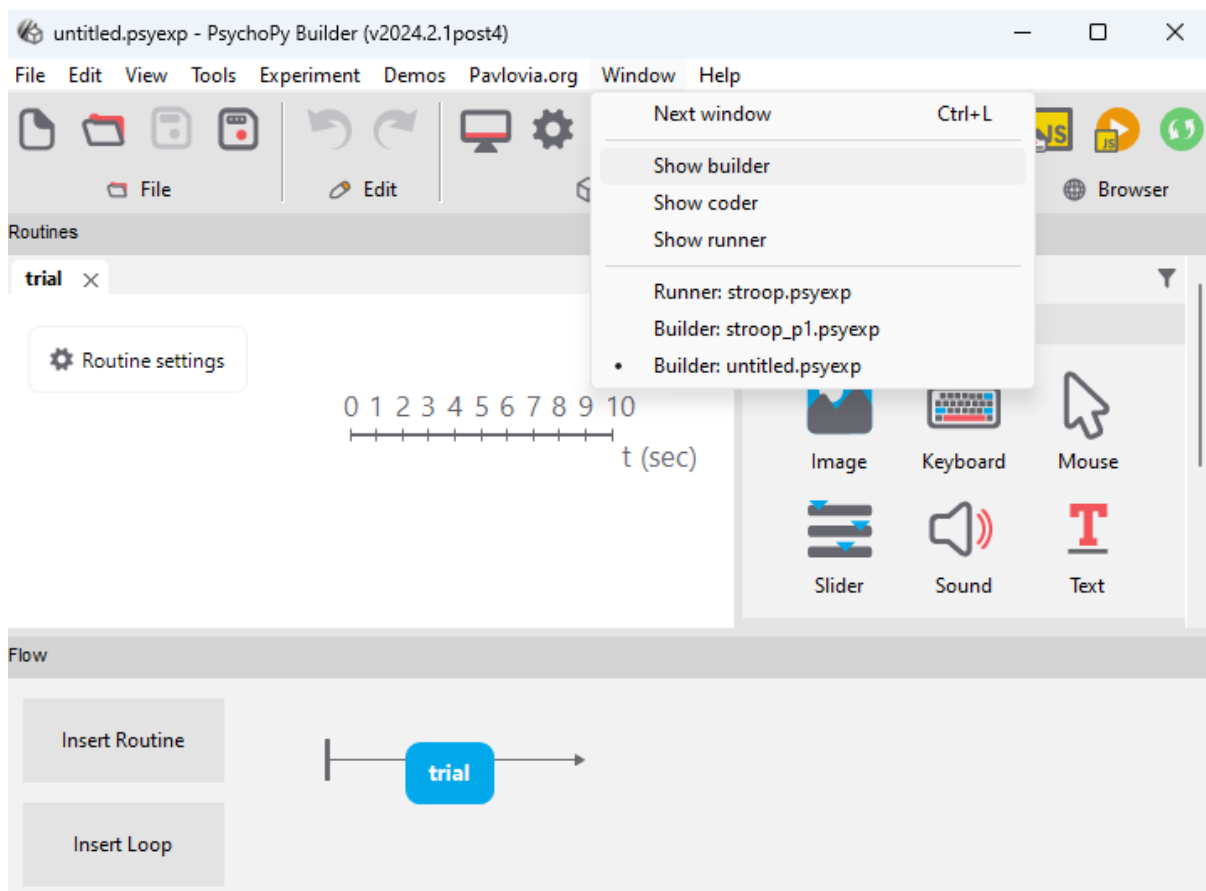 untitled.psyexp - PsychoPy Builder (v2024.2.1post4)
File Edit View Tools Experiment Demos Pavlovia.org Window Help
Next window Ctrl+L
Show builder
Show coder
Show runner
Runner: stroop.psyexp
Builder: stroop_p1.psyexp
• Builder: untitled.psyexp
JS
JS
File
Edit
Browser
Routines
trial
Routine settings
0 1 2 3 4 5 6 7 8 9 10
t (sec)
Image Keyboard Mouse
T
Slider Sound Text
Flow
Insert Routine
trial
Insert Loop